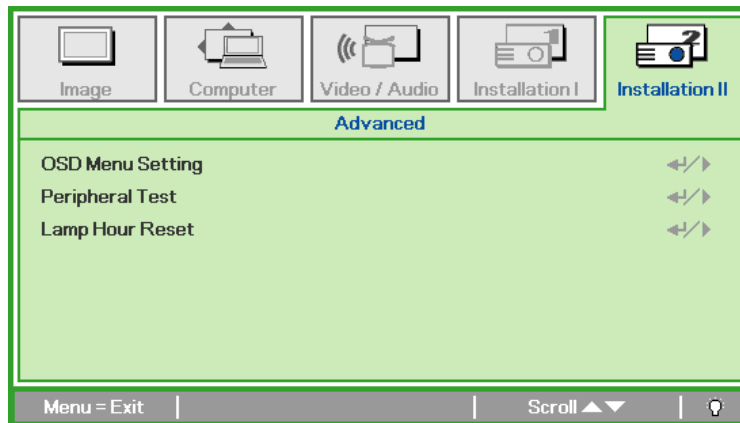 Image
Computer
Video / Audio
Installation I
Installation II
Advanced
OSD Menu Setting
Peripheral Test
Lamp Hour Reset
Menu = Exit
Scroll